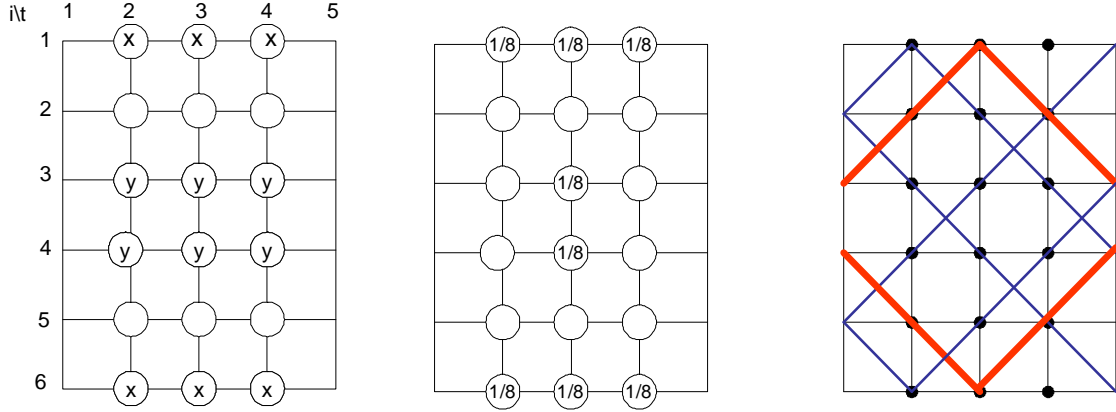 i\t 1 2 3 4 5
1 x x x 1/8 1/8 1/8
2
3 y y y 1/8
4 y y y 1/8
5
6 x x x 1/8 1/8 1/8